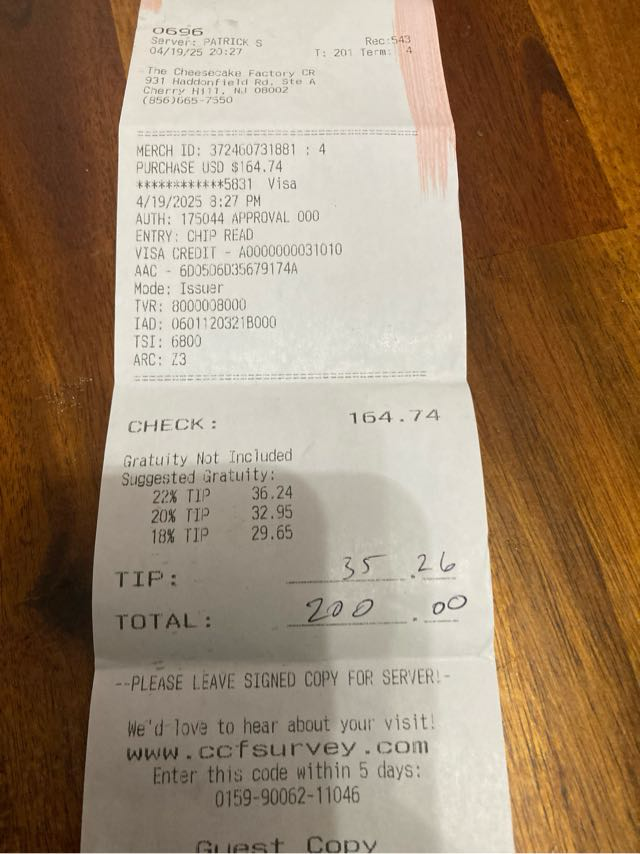 0696
Server: PATRICK S Rec:543
04/19/25 20:27 T: 201 Term: 4
The Cheesecake Factory CR
931 Haddonfield Rd. Ste A
Cherry Hill, NJ 08002
(856)665-7550
MERCH ID: 372460731881 : 4
PURCHASE USD $164.74
************5831 Visa
4/19/2025 8:27 PM
AUTH: 175044 APPROVAL 000
ENTRY: CHIP READ
VISA CREDIT - A0000000031010
AAC - 6D0506D35679174A
Mode: Issuer
TVR: 8000008000
IAD: 0601120321B000
TSI: 6800
ARC: Z3
CHECK: 164.74
Gratuity Not Included
Suggested Gratuity:
22% TIP 36.24
20% TIP 32.95
18% TIP 29.65
TIP: 35.26
TOTAL: 200.00
--PLEASE LEAVE SIGNED COPY FOR SERVER!-
We'd love to hear about your visit!
www.ccfsurvey.com
Enter this code within 5 days:
0159-90062-11046
Guest Copy